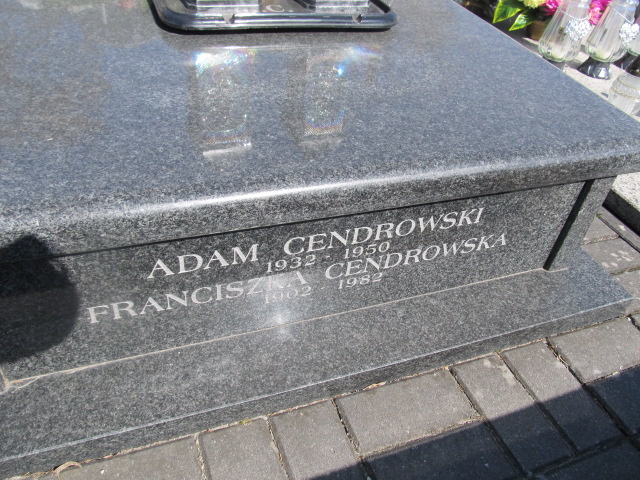 ADAM CENDROWSKI
1932 - 1950
FRANCISZKA CENDROWSKA
1902 1982